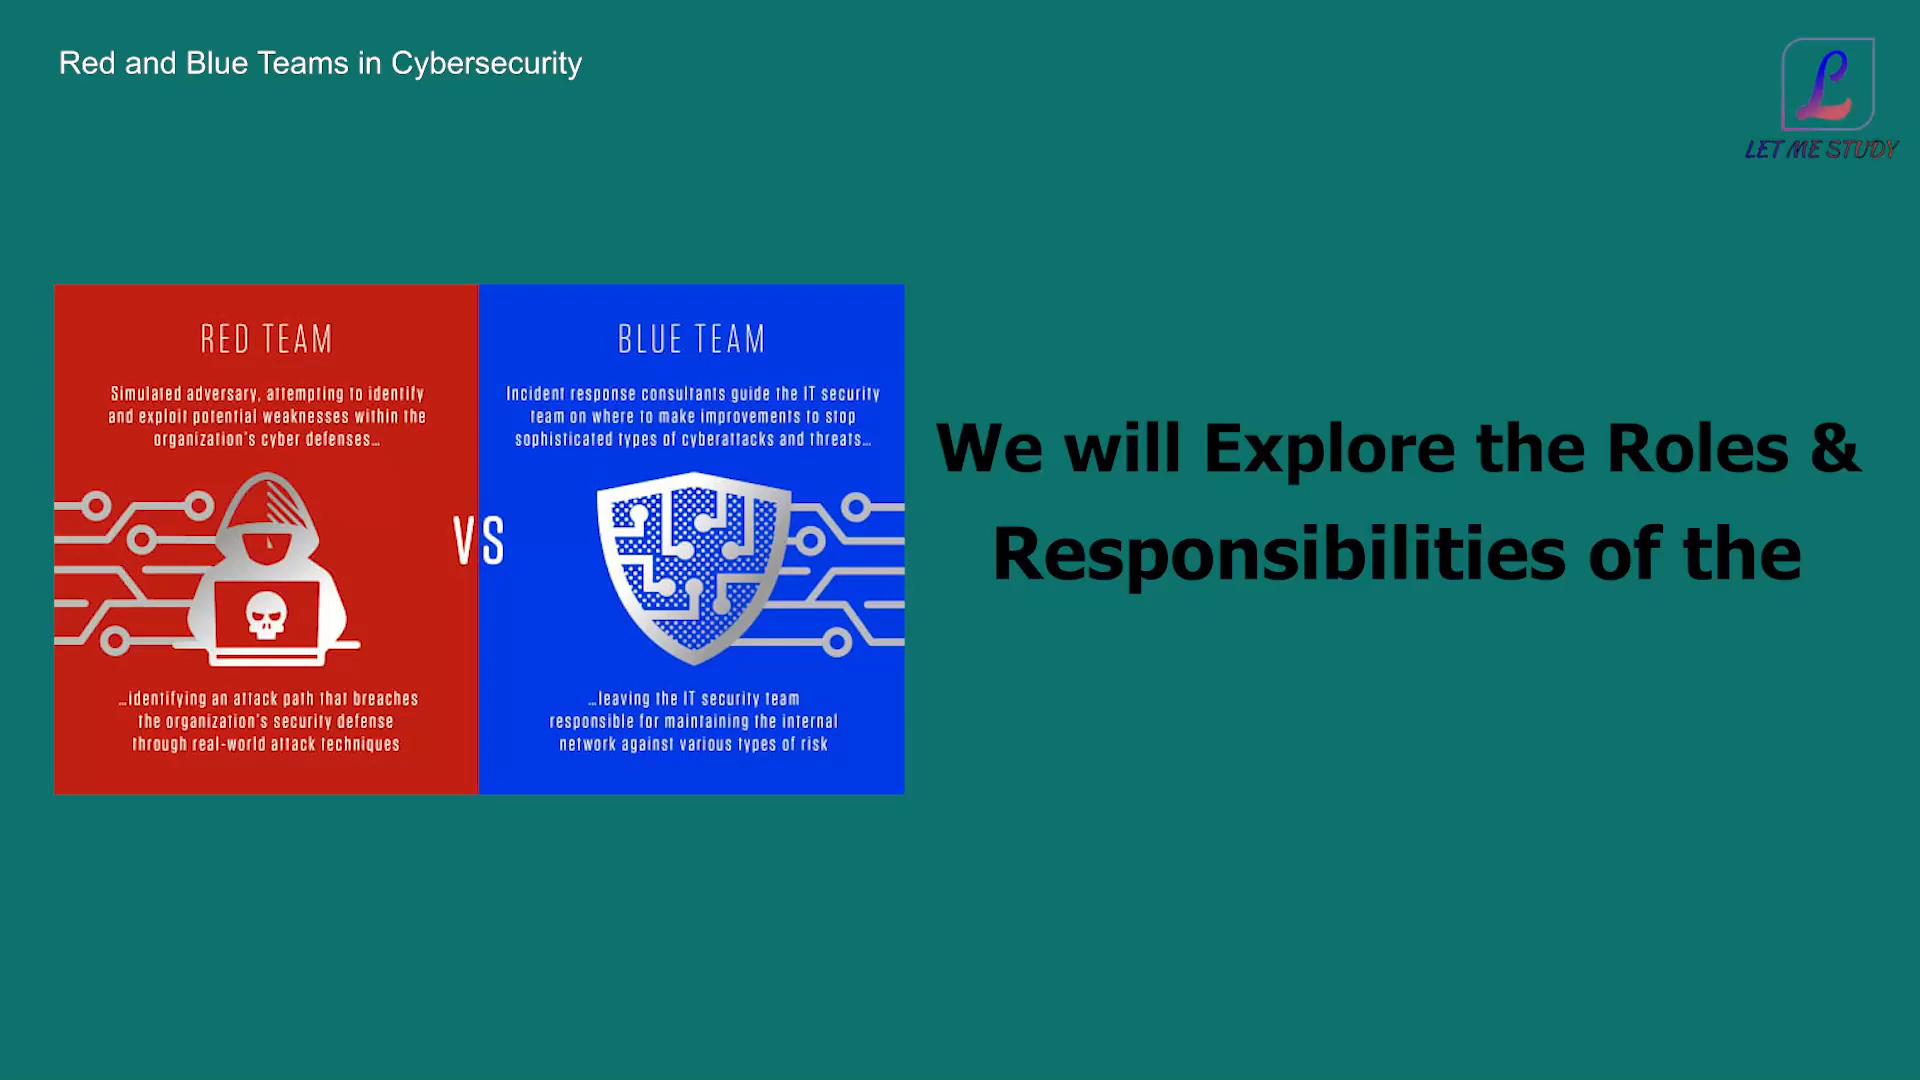 Red and Blue Teams in Cybersecurity
L
LET ME STUDY
RED TEAM
Simulated adversary, attempting to identify
and exploit potential weaknesses within the
organization's cyber defenses...
VS
...identifying an attack path that breaches
the organization's security defense
through real-world attack techniques
BLUE TEAM
Incident response consultants guide the IT security
team on where to make improvements to stop
sophisticated types of cyberattacks and threats...
...leaving the IT security team
responsible for maintaining the internal
network against various types of risk
We will Explore the Roles &
Responsibilities of the